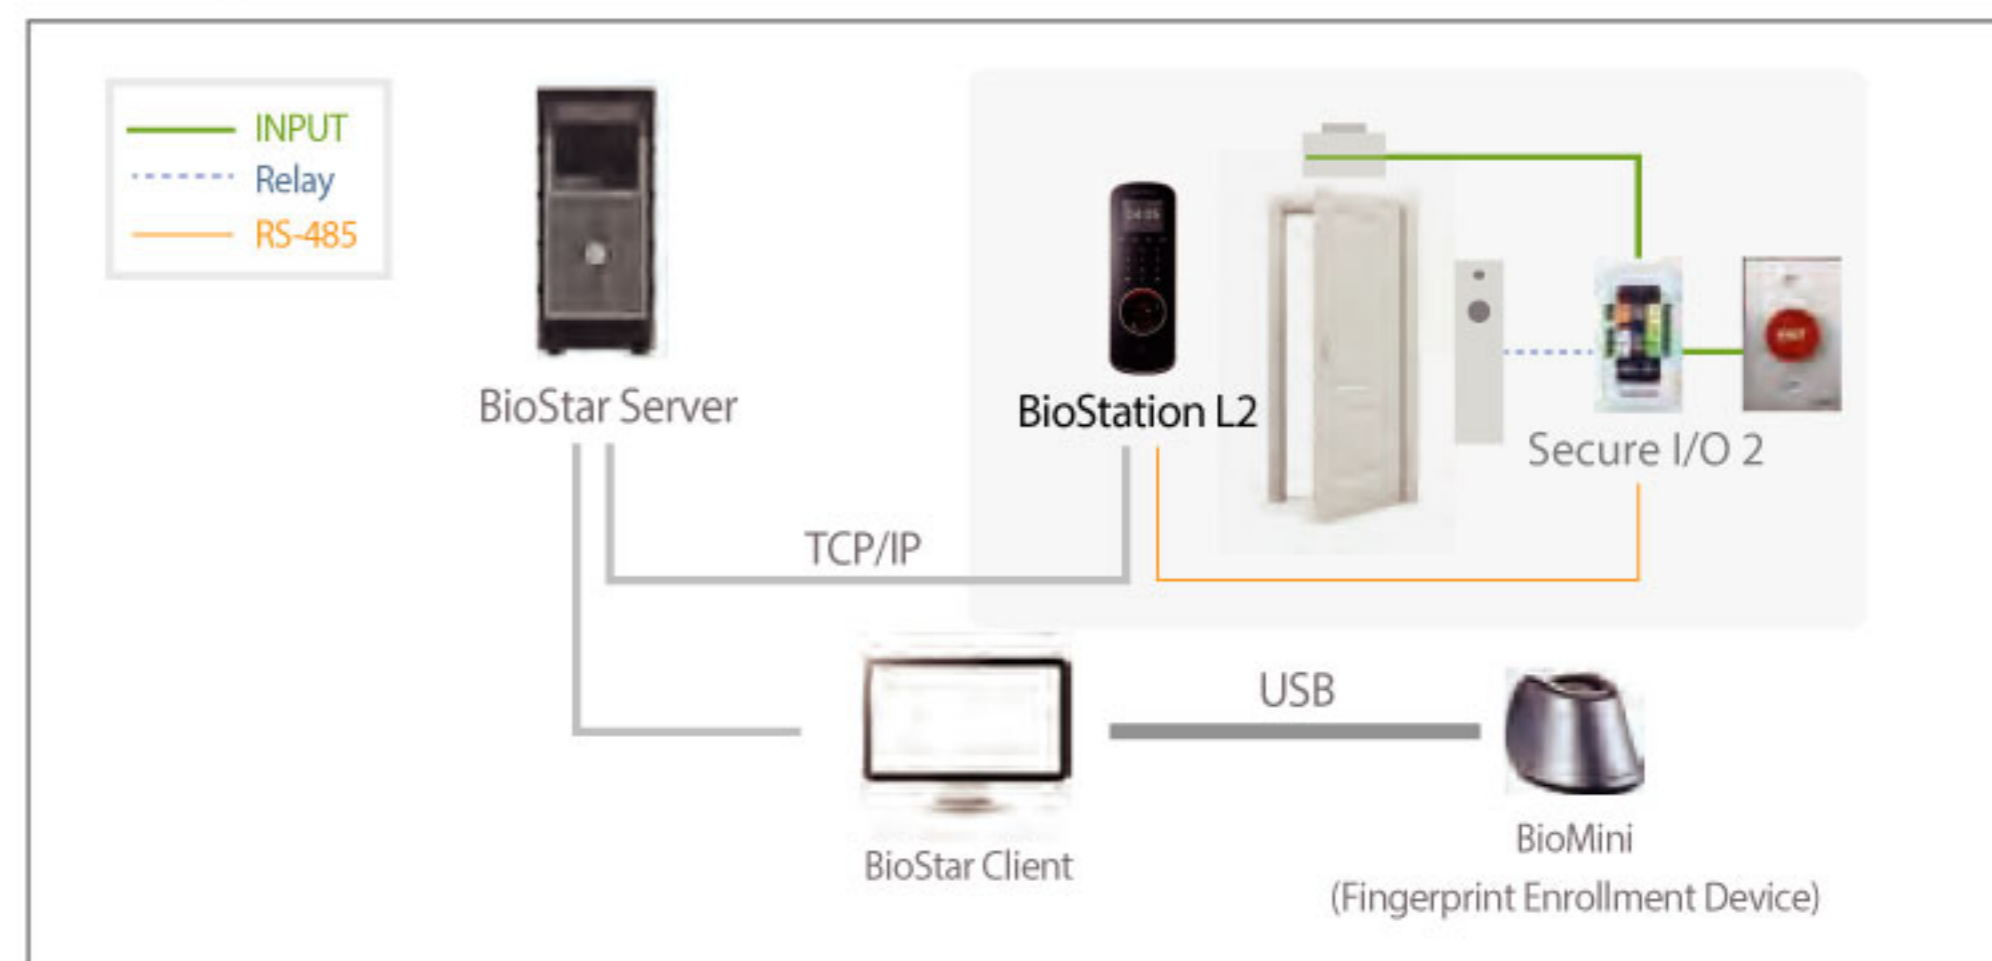 INPUT
Relay
RS-485
BioStar Server
BioStation L2
EXIT
Secure I/O 2
TCP/IP
USB
BioStar Client
BioMini
(Fingerprint Enrollment Device)